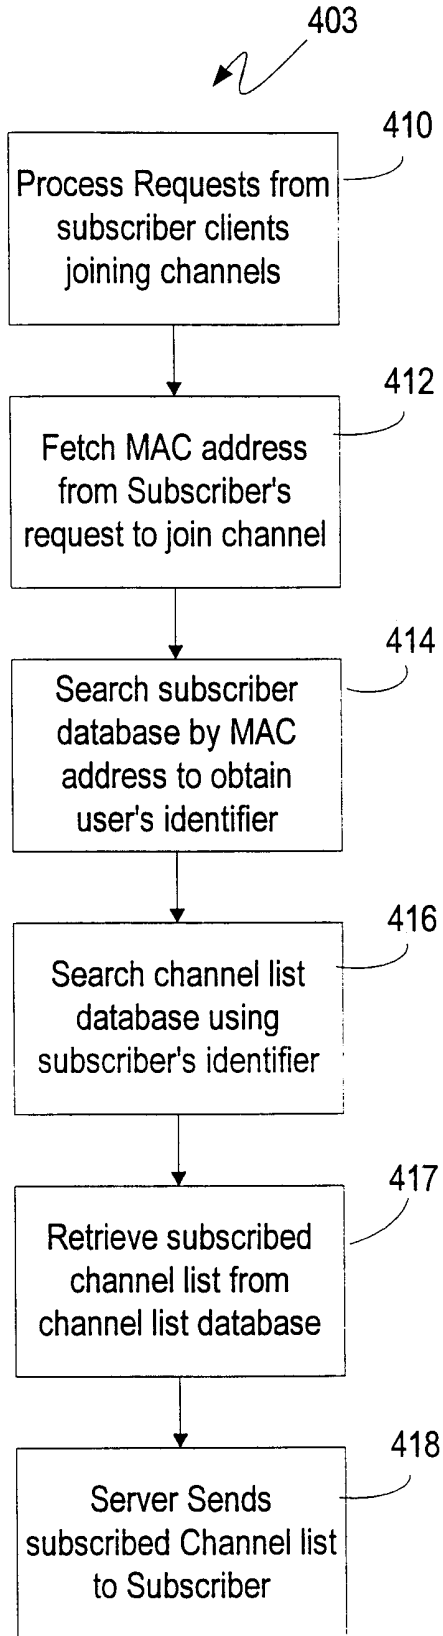 403
410
Process Requests from
subscriber clients
joining channels
412
Fetch MAC address
from Subscriber's
request to join channel
414
Search subscriber
database by MAC
address to obtain
user's identifier
416
Search channel list
database using
subscriber's identifier
417
Retrieve subscribed
channel list from
channel list database
418
Server Sends
subscribed Channel list
to Subscriber